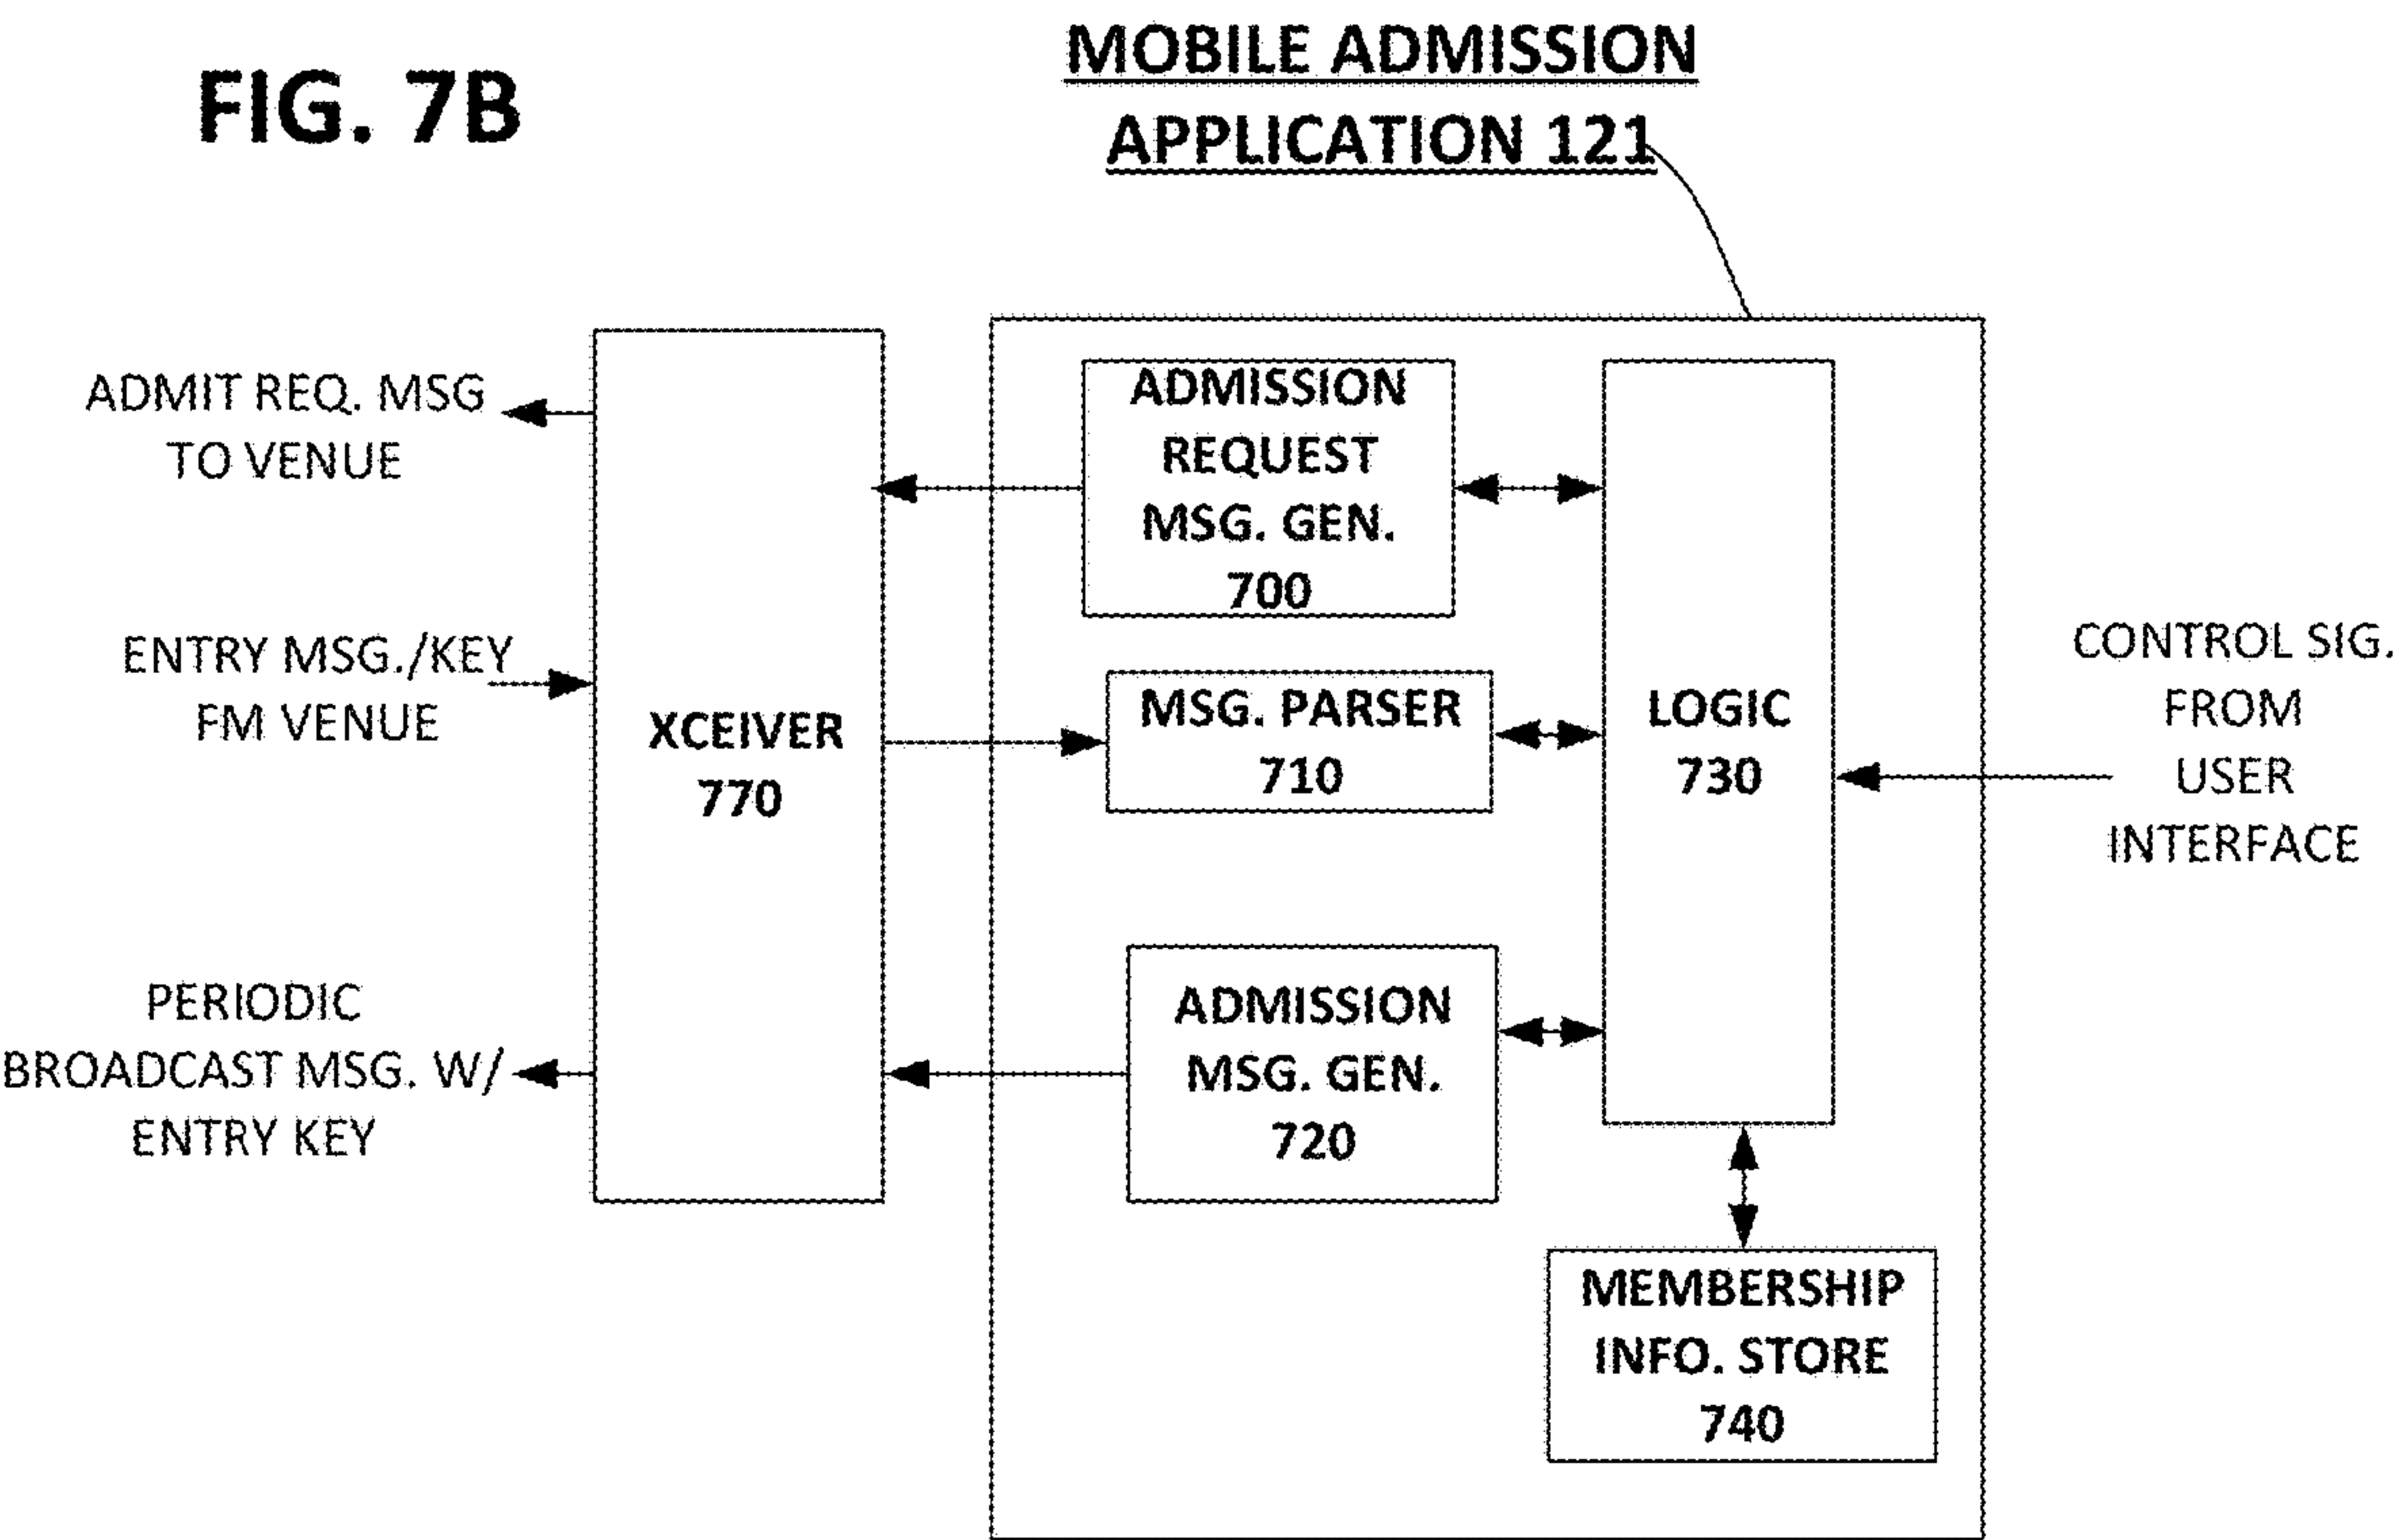 FIG. 7B
MOBILE ADMISSION
APPLICATION 121
ADMIT REQ. MSG
TO VENUE
ENTRY MSG./KEY
FM VENUE
PERIODIC
BROADCAST MSG. W/
ENTRY KEY
XCEIVER
770
ADMISSION
REQUEST
MSG. GEN.
700
MSG. PARSER
710
ADMISSION
MSG. GEN.
720
LOGIC
730
MEMBERSHIP
INFO. STORE
740
CONTROL SIG.
FROM
USER
INTERFACE